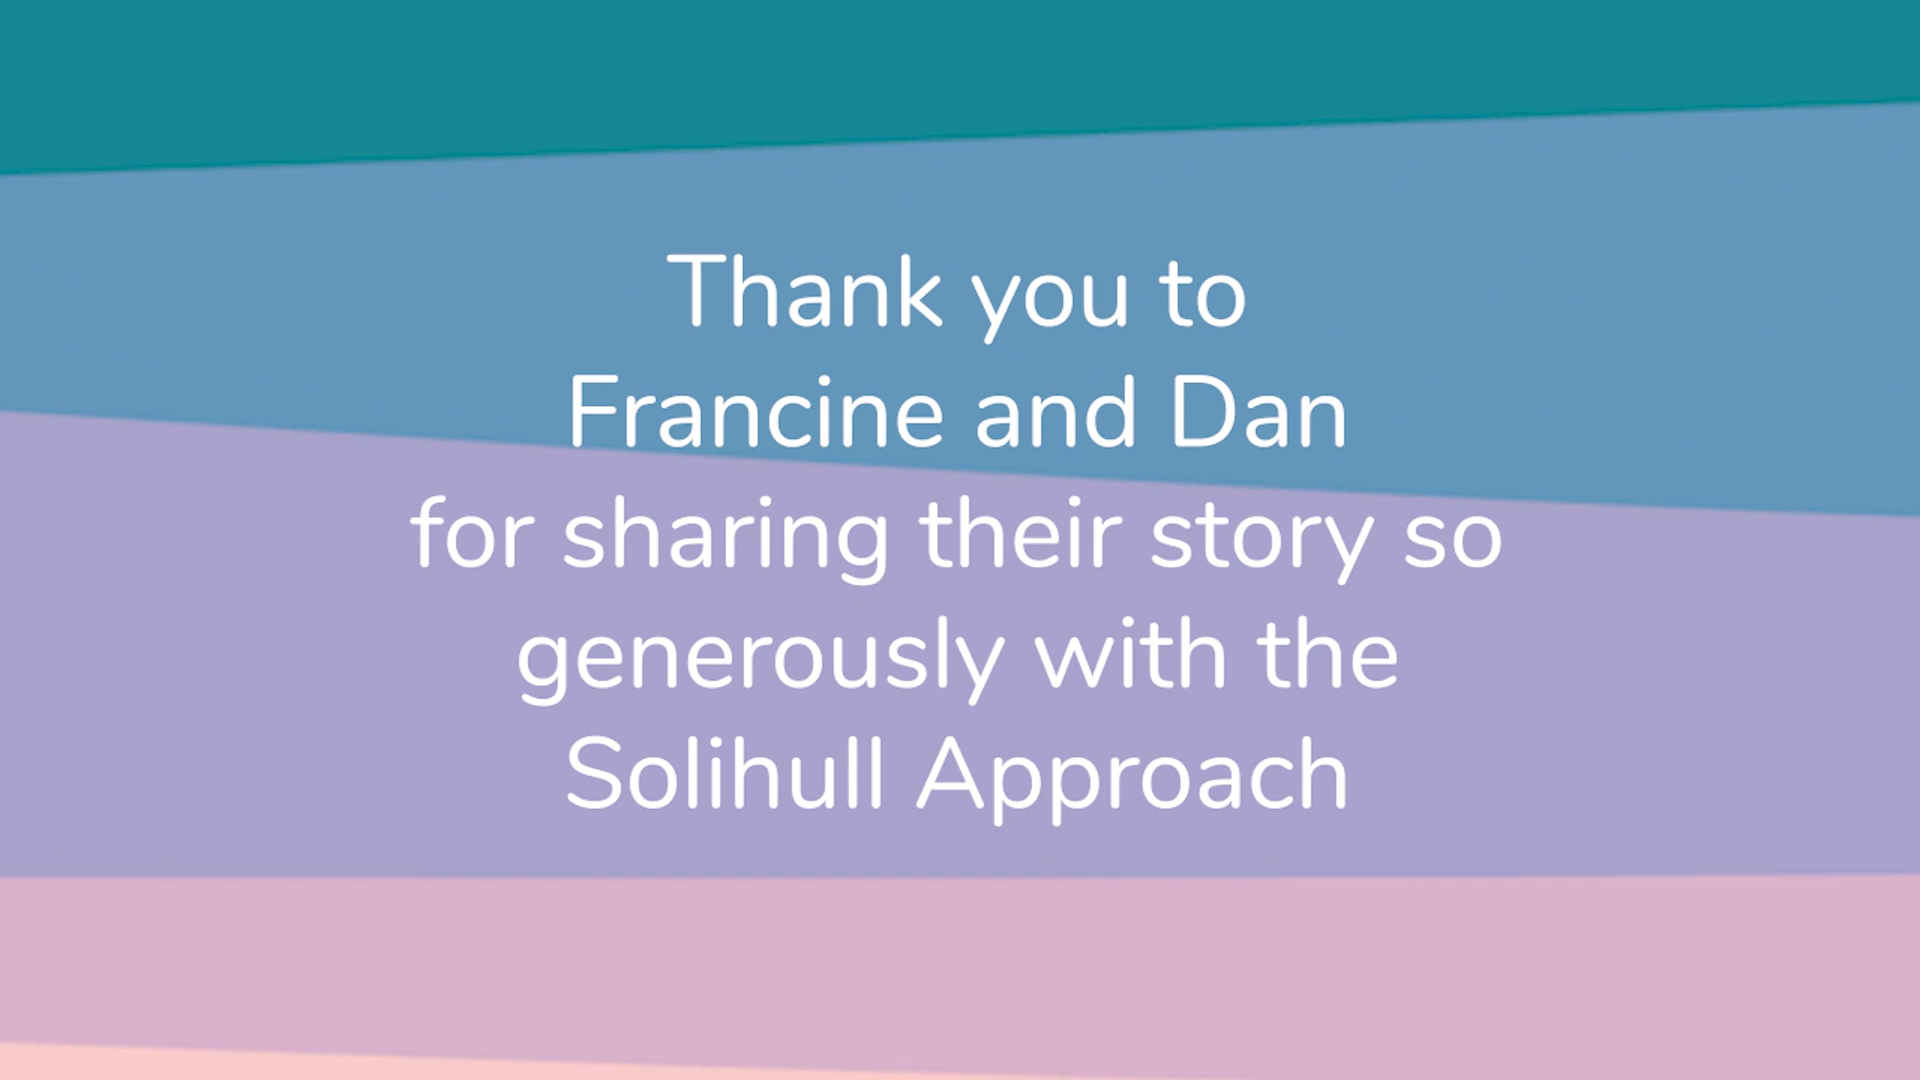 Thank you to
Francine and Dan
for sharing their story so
generously with the
Solihull Approach